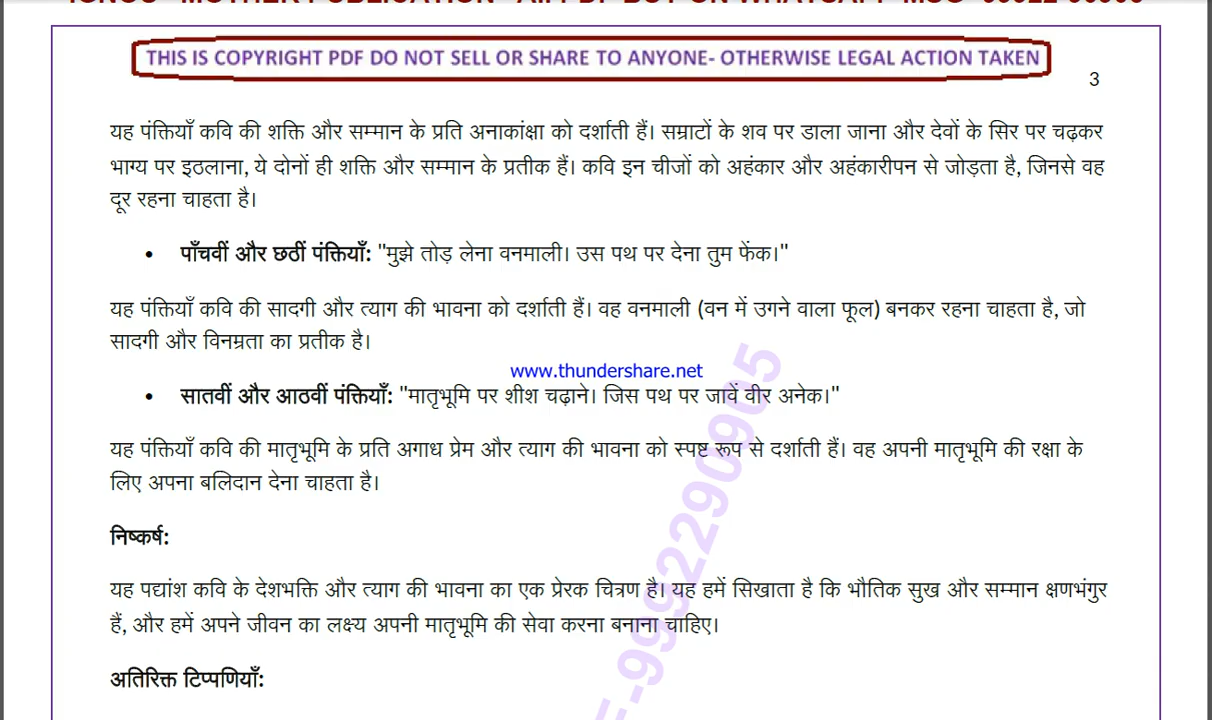 THIS IS COPYRIGHT PDF DO NOT SELL OR SHARE TO ANYONE- OTHERWISE LEGAL ACTION TAKEN
3
यह पंक्तियाँ कवि की शक्ति और सम्मान के प्रति अनाकांक्षा को दर्शाती हैं। सम्राटों के शव पर डाला जाना और देवों के सिर पर चढ़कर
भाग्य पर इठलाना, ये दोनों ही शक्ति और सम्मान के प्रतीक हैं। कवि इन चीजों को अहंकार और अहंकारीपन से जोड़ता है, जिनसे वह
दूर रहना चाहता है।
• पाँचवीं और छठीं पंक्तियाँ: "मुझे तोड़ लेना वनमाली। उस पथ पर देना तुम फेंक।"
यह पंक्तियाँ कवि की सादगी और त्याग की भावना को दर्शाती हैं। वह वनमाली (वन में उगने वाला फूल) बनकर रहना चाहता है, जो
सादगी और विनम्रता का प्रतीक है।
www.thundershare.net
• सातवीं और आठवीं पंक्तियाँ: "मातृभूमि पर शीश चढ़ाने। जिस पथ पर जावें वीर अनेक।"
यह पंक्तियाँ कवि की मातृभूमि के प्रति अगाध प्रेम और त्याग की भावना को स्पष्ट रूप से दर्शाती हैं। वह अपनी मातृभूमि की रक्षा के
लिए अपना बलिदान देना चाहता है।
निष्कर्ष:
यह पद्यांश कवि के देशभक्ति और त्याग की भावना का एक प्रेरक चित्रण है। यह हमें सिखाता है कि भौतिक सुख और सम्मान क्षणभंगुर
हैं, और हमें अपने जीवन का लक्ष्य अपनी मातृभूमि की सेवा करना बनाना चाहिए।
अतिरिक्त टिप्पणियाँ:
-9992290905